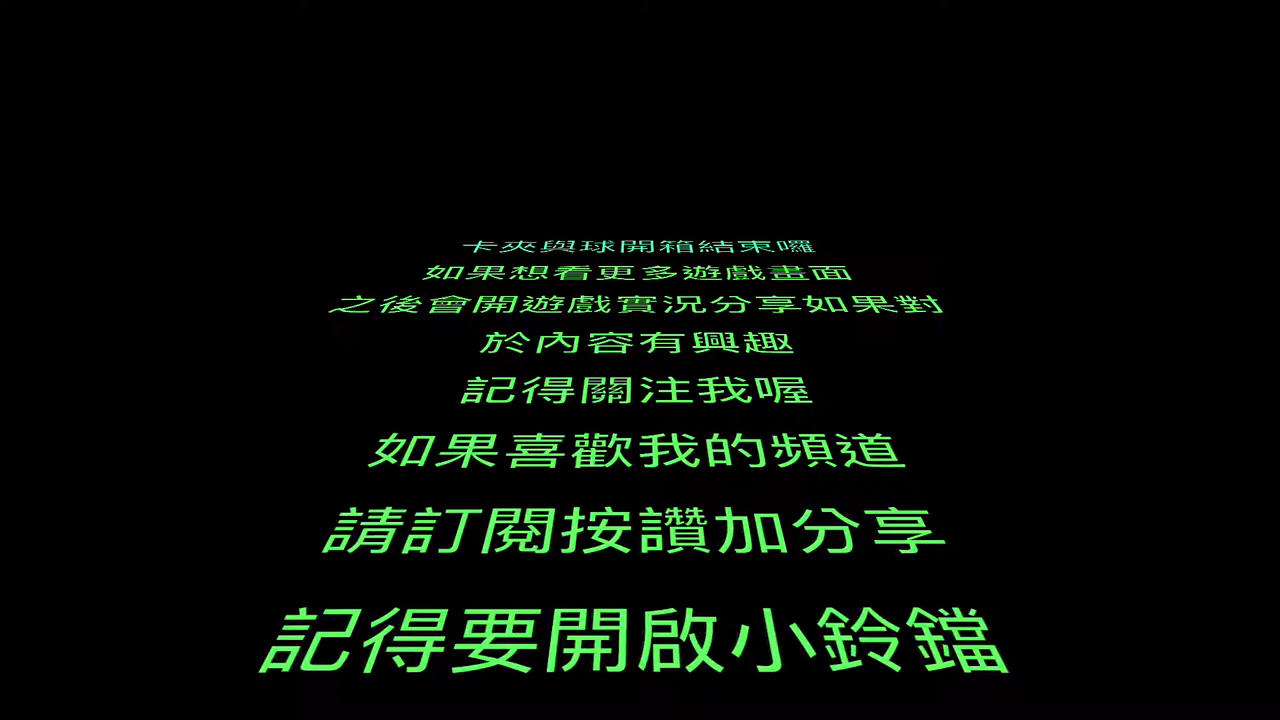 卡夾與球開箱結束囉
如果想看更多遊戲畫面
之後會開遊戲實況分享如果對
於內容有興趣
記得關注我喔
如果喜歡我的頻道
請訂閱按讚加分享
記得要開啟小鈴鐺